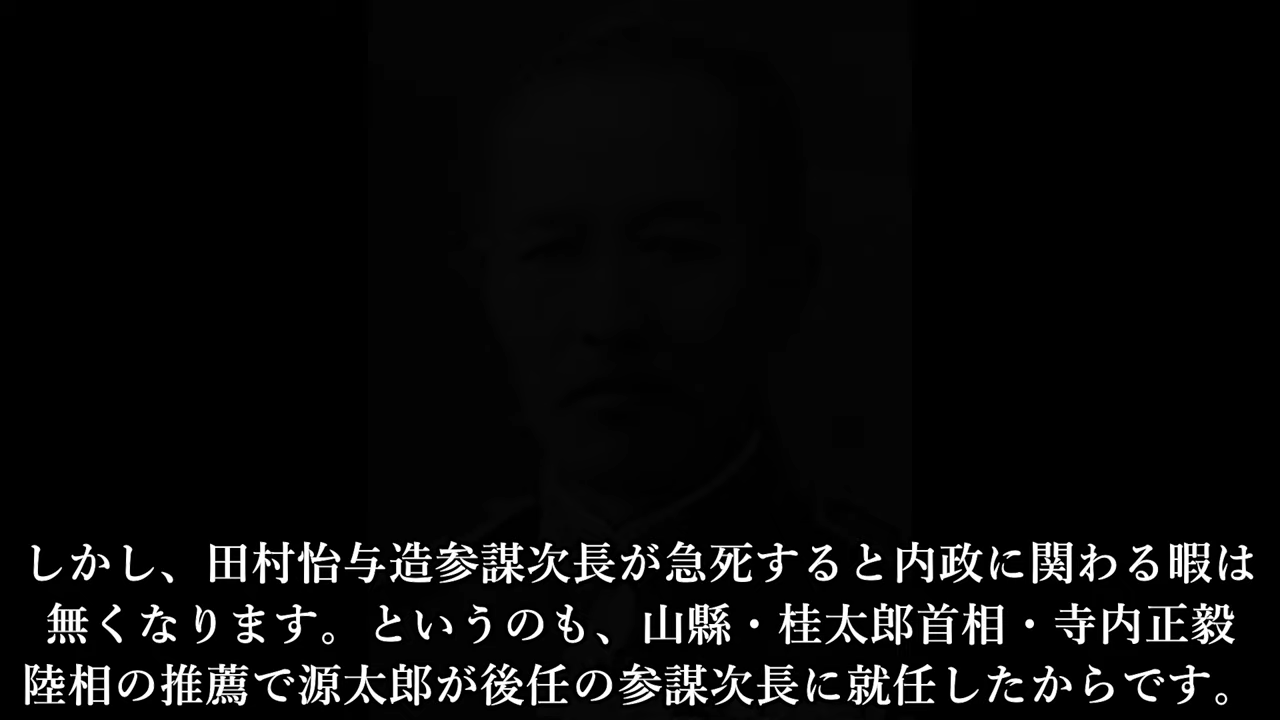 しかし、田村怡与造参謀次長が急死すると内政に関わる暇は
無くなります。というのも、山縣・桂太郎首相・寺内正毅
陸相の推薦で源太郎が後任の参謀次長に就任したからです。